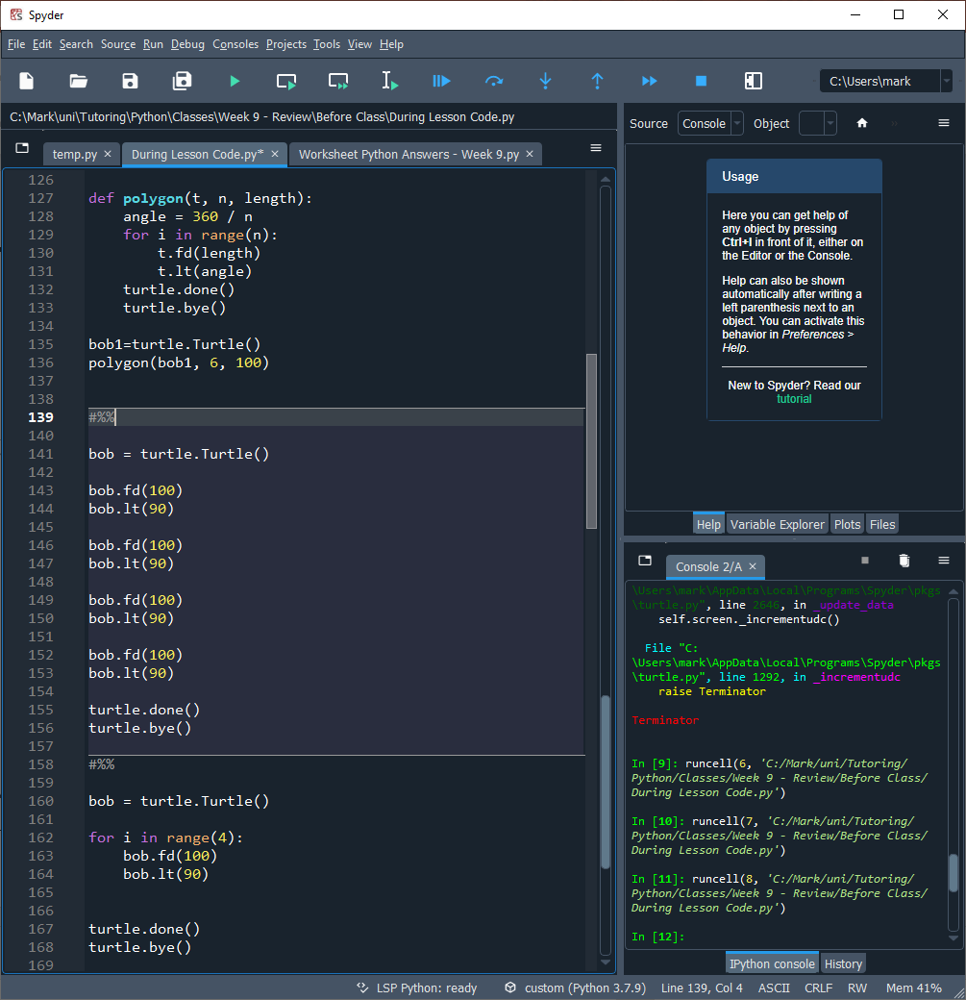 Spyder
File Edit Search Source Run Debug Consoles Projects Tools View Help
C:\Users\mark
C:\Mark\uni\Tutoring\Python\Classes\Week 9 - Review\Before Class\During Lesson Code.py
temp.py During Lesson Code.py* Worksheet Python Answers - Week 9.py
126
127 def polygon(t, n, length):
128     angle = 360 / n
129     for i in range(n):
130         t.fd(length)
131         t.lt(angle)
132     turtle.done()
133     turtle.bye()
134
135 bob1=turtle.Turtle()
136 polygon(bob1, 6, 100)
137
138
139 #%%
140
141 bob = turtle.Turtle()
142
143 bob.fd(100)
144 bob.lt(90)
145
146 bob.fd(100)
147 bob.lt(90)
148
149 bob.fd(100)
150 bob.lt(90)
151
152 bob.fd(100)
153 bob.lt(90)
154
155 turtle.done()
156 turtle.bye()
157
158 #%%
159
160 bob = turtle.Turtle()
161
162 for i in range(4):
163     bob.fd(100)
164     bob.lt(90)
165
166
167 turtle.done()
168 turtle.bye()
169
Source Console Object
Usage
Here you can get help of
any object by pressing
Ctrl+I in front of it, either on
the Editor or the Console.
Help can also be shown
automatically after writing a
left parenthesis next to an
object. You can activate this
behavior in Preferences >
Help.
New to Spyder? Read our
tutorial
Help Variable Explorer Plots Files
Console 2/A
\Users\mark\AppData\Local\Programs\Spyder\pkgs
\turtle.py", line 2646, in _update_data
    self.screen._incrementudc()
  File "C:
\Users\mark\AppData\Local\Programs\Spyder\pkgs
\turtle.py", line 1292, in _incrementudc
    raise Terminator
Terminator
In [9]: runcell(6, 'C:/Mark/uni/Tutoring/
Python/Classes/Week 9 - Review/Before Class/
During Lesson Code.py')
In [10]: runcell(7, 'C:/Mark/uni/Tutoring/
Python/Classes/Week 9 - Review/Before Class/
During Lesson Code.py')
In [11]: runcell(8, 'C:/Mark/uni/Tutoring/
Python/Classes/Week 9 - Review/Before Class/
During Lesson Code.py')
In [12]:
IPython console History
LSP Python: ready custom (Python 3.7.9) Line 139, Col 4 ASCII CRLF RW Mem 41%